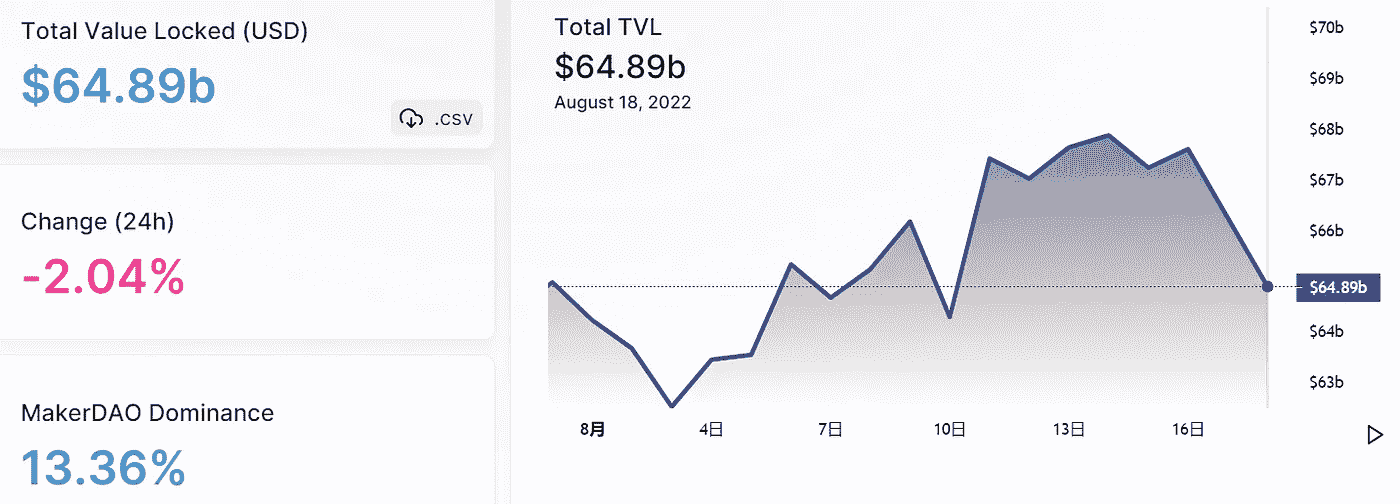 Total Value Locked (USD)
$64.89b
.csv
Change (24h)
-2.04%
MakerDAO Dominance
13.36%
Total TVL
$64.89b
August 18, 2022
$70b
$69b
$68b
$67b
$66b
$64.89b
$64b
$63b
8月 4日 7日 10日 13日 16日